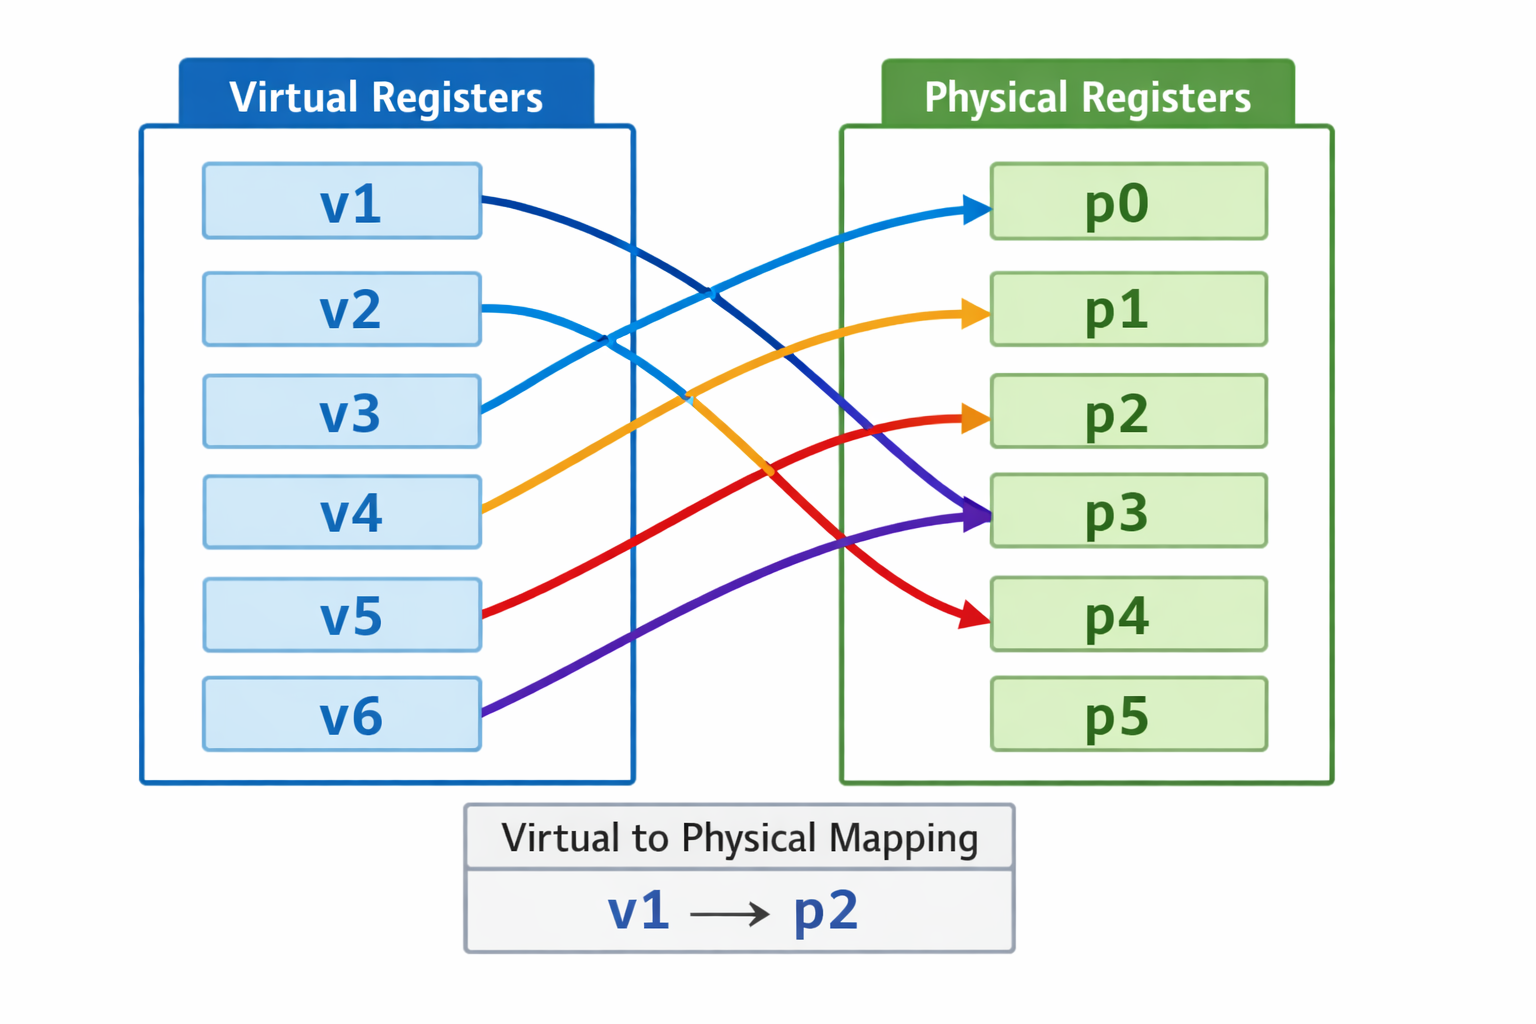 Virtual Registers
v1
v2
v3
v4
v5
v6
Physical Registers
p0
p1
p2
p3
p4
p5
Virtual to Physical Mapping
v1 → p2